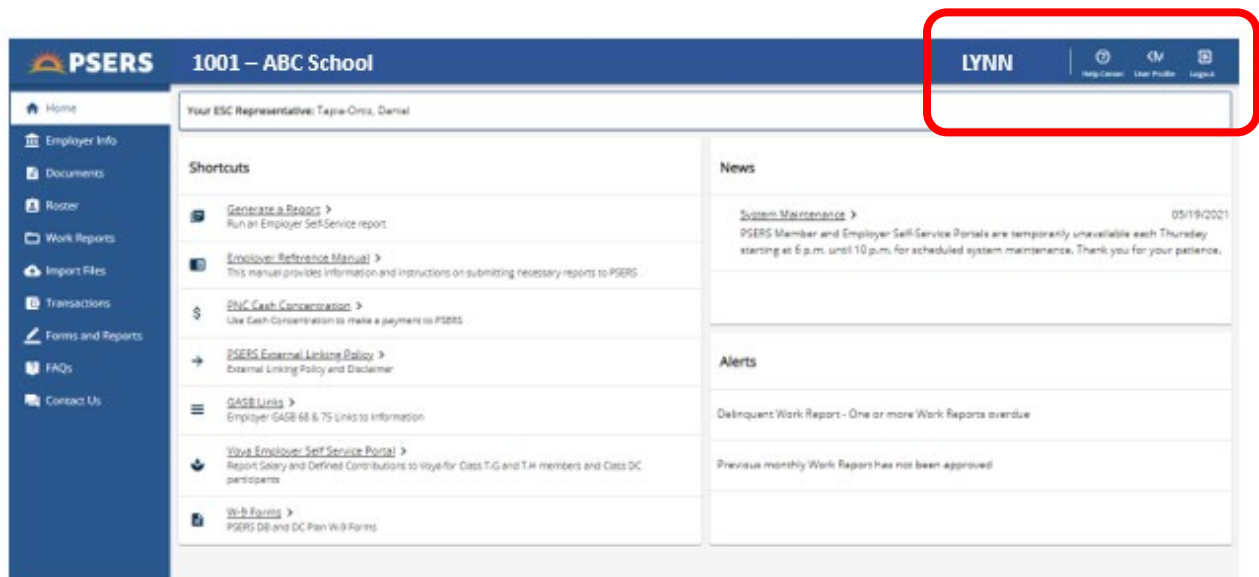 PSERS
1001 – ABC School
LYNN
Help Center
User Profile
Logout
Home
Employer Info
Documents
Roster
Work Reports
Import Files
Transactions
Forms and Reports
FAQs
Contact Us
Your ESC Representative: Daniel
Shortcuts
Generate a Report >
Run an Employer Self-Service report
Employer Reference Manual >
This manual provides information and instructions on submitting necessary reports to PSERS
PNC Cash Concentration >
Use Cash Concentration to make a payment to PSERS
PSERS External Linking Policy >
External Linking Policy and Disclaimer
GASB Links >
Employer GASB 68 & 75 Links to Information
Voya Employer Self Service Portal >
Report Salary and Defined Contributions to Voya for Class T-G and T-H members and Class DC
participants
W-9 Forms >
PSERS DB and DC Plan W-9 Forms
News
System Maintenance >
05/19/2021
PSERS Member and Employer Self-Service Portals are temporarily unavailable each Thursday
starting at 6 p.m. until 10 p.m. for scheduled system maintenance. Thank you for your patience.
Alerts
Delinquent Work Report - One or more Work Reports overdue
Previous monthly Work Report has not been approved